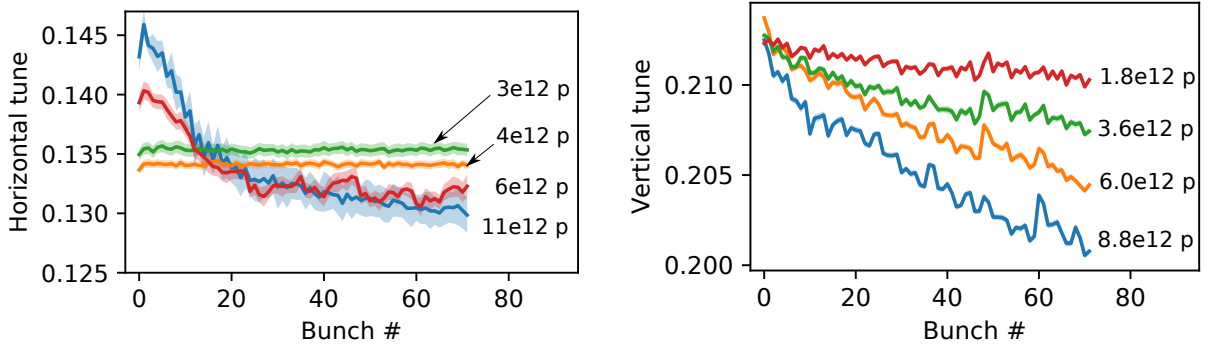 Horizontal tune
0.145
0.140
0.135
0.130
0.125
0
20
40
60
80
Bunch #
3e12 p
4e12 p
6e12 p
11e12 p
Vertical tune
0.210
0.205
0.200
0
20
40
60
80
Bunch #
1.8e12 p
3.6e12 p
6.0e12 p
8.8e12 p